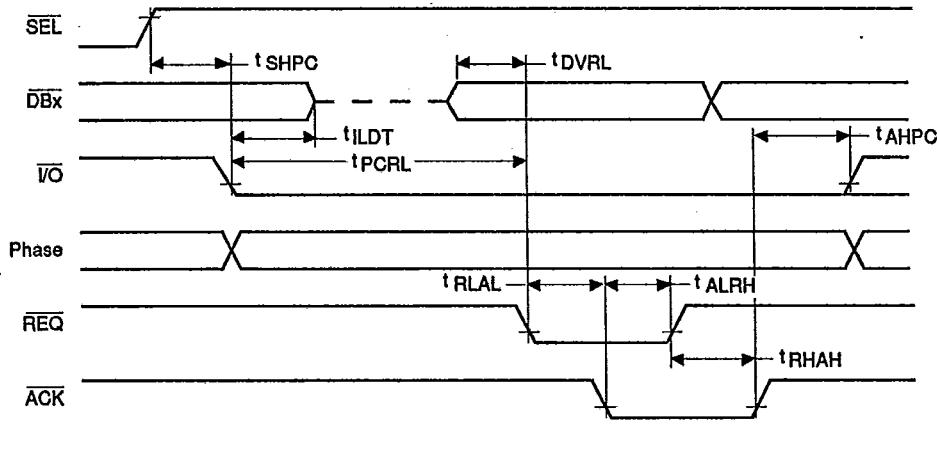 SEL
t SHPC
t DVRL
DBx
t ILDT
t AHPC
t PCRL
I/O
Phase
t RLAL
t ALRH
REQ
t RHAH
ACK